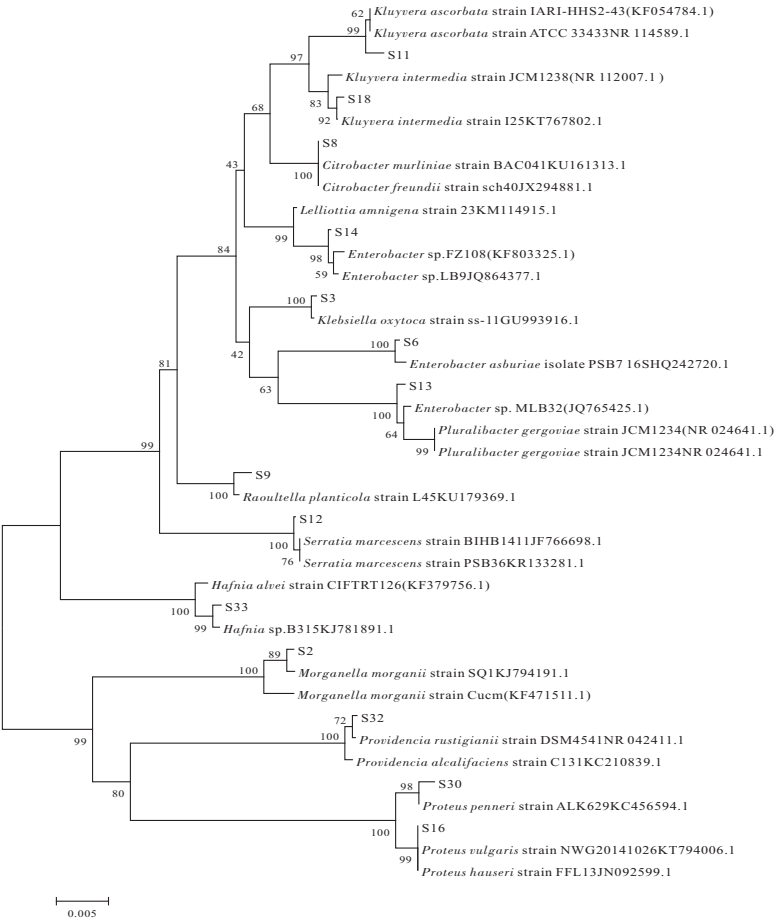 62
Kluyvera ascorbata strain IARI-HHS2-43(KF054784.1)
99
Kluyvera ascorbata strain ATCC 33433NR 114589.1
S11
97
Kluyvera intermedia strain JCM1238(NR 112007.1 )
83
S18
92
Kluyvera intermedia strain I25KT767802.1
68
S8
Citrobacter murliniae strain BAC041KU161313.1
100
Citrobacter freundii strain sch40JX294881.1
43
Lelliottia amnigena strain 23KM114915.1
99
S14
98
Enterobacter sp.FZ108(KF803325.1)
59
Enterobacter sp.LB9JQ864377.1
84
100
S3
Klebsiella oxytoca strain ss-11GU993916.1
42
100
S6
Enterobacter asburiae isolate PSB7 16SHQ242720.1
63
S13
100
Enterobacter sp. MLB32(JQ765425.1)
64
Pluralibacter gergoviae strain JCM1234(NR 024641.1)
99
Pluralibacter gergoviae strain JCM1234NR 024641.1
81
99
S9
100
Raoultella planticola strain L45KU179369.1
S12
100
Serratia marcescens strain BIHB1411JF766698.1
76
Serratia marcescens strain PSB36KR133281.1
Hafnia alvei strain CIFTRT126(KF379756.1)
100
S33
99
Hafnia sp.B315KJ781891.1
89
S2
100
Morganella morganii strain SQ1KJ794191.1
Morganella morganii strain Cucm(KF471511.1)
99
72
S32
100
Providencia rustigianii strain DSM4541NR 042411.1
Providencia alcalifaciens strain C131KC210839.1
80
98
S30
Proteus penneri strain ALK629KC456594.1
100
S16
Proteus vulgaris strain NWG20141026KT794006.1
99
Proteus hauseri strain FFL13JN092599.1
0.005